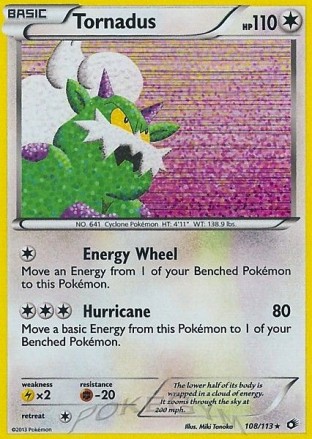 BASIC
Tornadus
HP110
NO. 641 Cyclone Pokémon HT: 4'11" WT: 138.9 lbs.
Energy Wheel
Move an Energy from 1 of your Benched Pokémon
to this Pokémon.
Hurricane 80
Move a basic Energy from this Pokémon to 1 of your
Benched Pokémon.
weakness
×2
resistance
-20
retreat
The lower half of its body is
wrapped in a cloud of energy.
It zooms through the sky at
200 mph.
Illus. Miki Tanaka
108/113
©2013 Pokémon